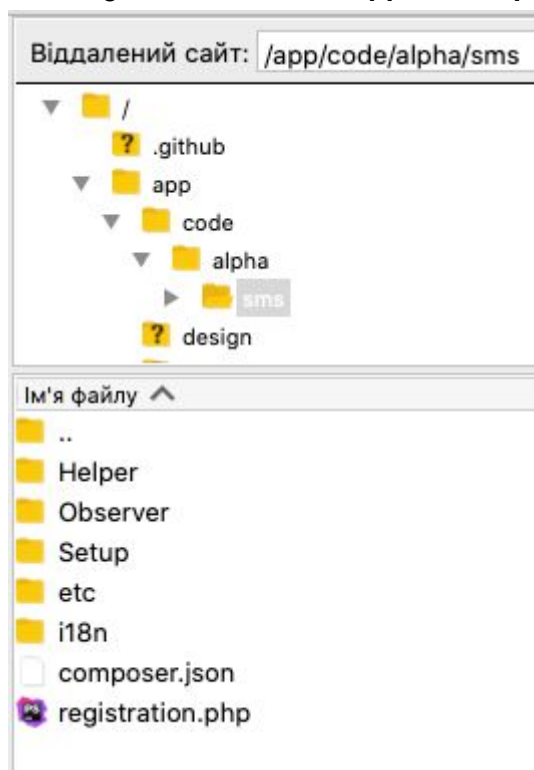 Віддалений сайт: /app/code/alpha/sms
/
? .github
app
code
alpha
sms
? design
Ім'я файлу
..
Helper
Observer
Setup
etc
i18n
composer.json
registration.php